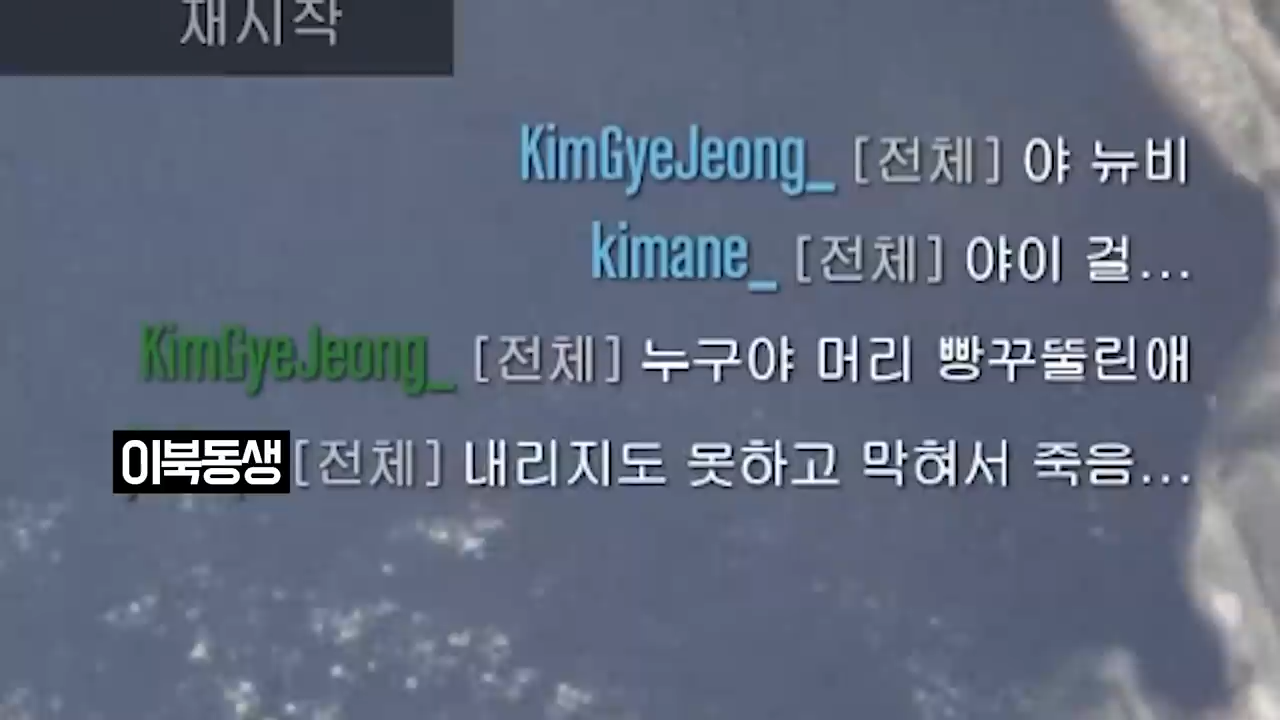 재시작
KimGyeJeong_ [전체] 야 뉴비
kimane_ [전체] 야이 걸...
KimGyeJeong_ [전체] 누구야 머리 빵꾸뚤린애
이북동생 [전체] 내리지도 못하고 막혀서 죽음...